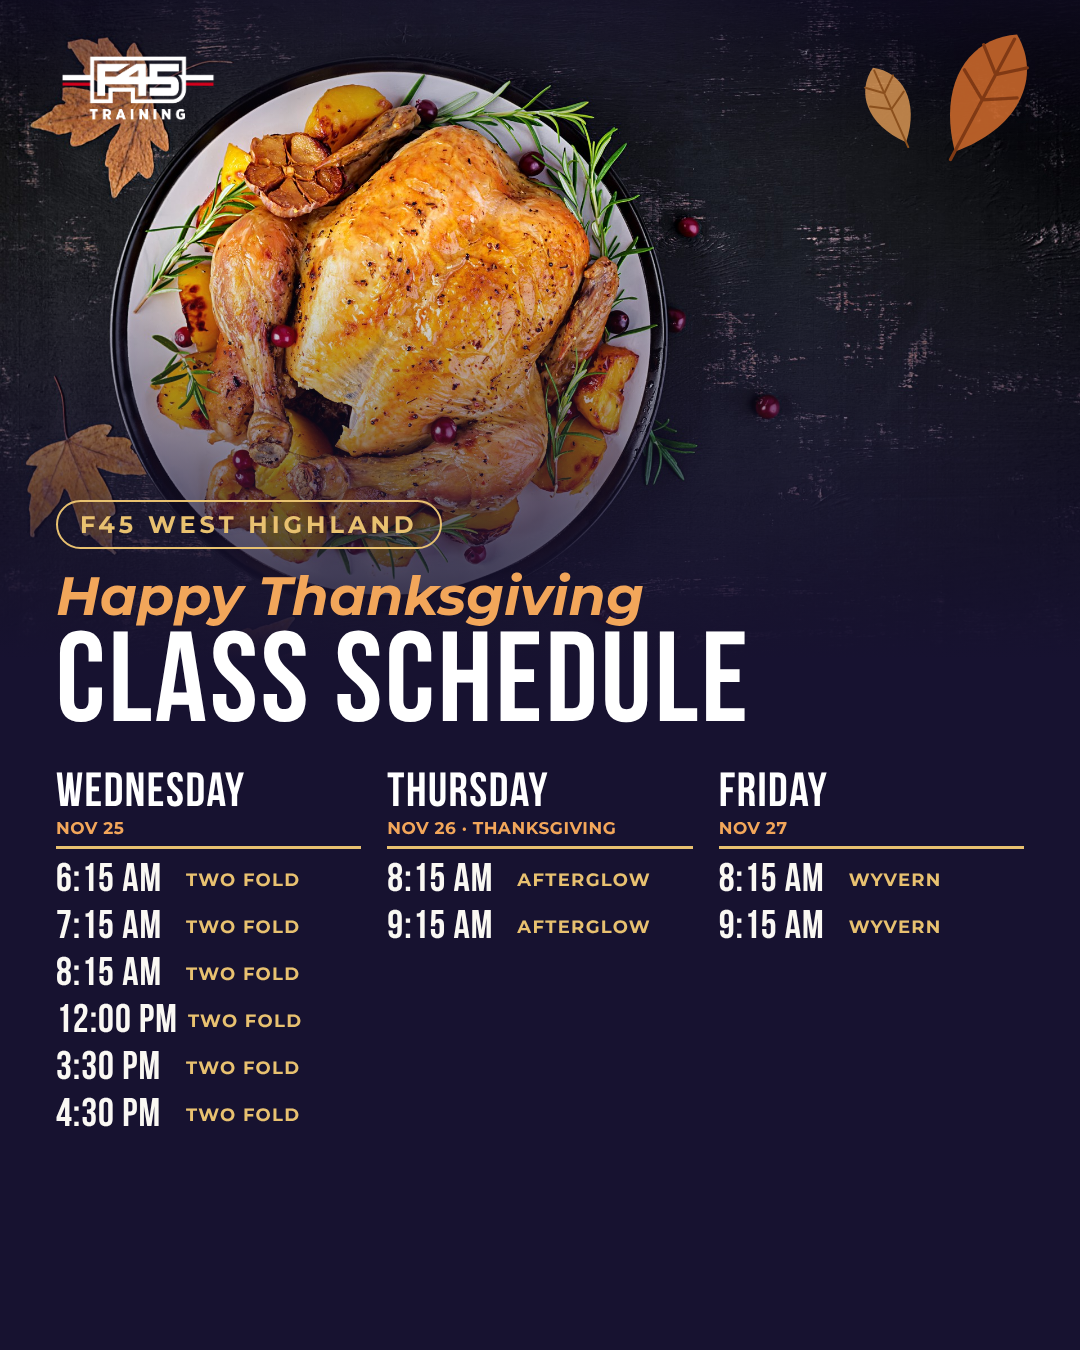 F45
TRAINING
F45 WEST HIGHLAND
Happy Thanksgiving
CLASS SCHEDULE
WEDNESDAY
NOV 25
6:15 AM TWO FOLD
7:15 AM TWO FOLD
8:15 AM TWO FOLD
12:00 PM TWO FOLD
3:30 PM TWO FOLD
4:30 PM TWO FOLD
THURSDAY
NOV 26 · THANKSGIVING
8:15 AM AFTERGLOW
9:15 AM AFTERGLOW
FRIDAY
NOV 27
8:15 AM WYVERN
9:15 AM WYVERN